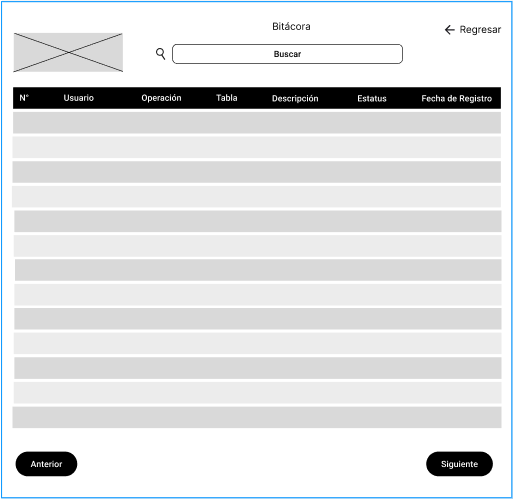 Bitácora
Regresar
Buscar
N° Usuario Operación Tabla Descripción Estatus Fecha de Registro
Anterior Siguiente